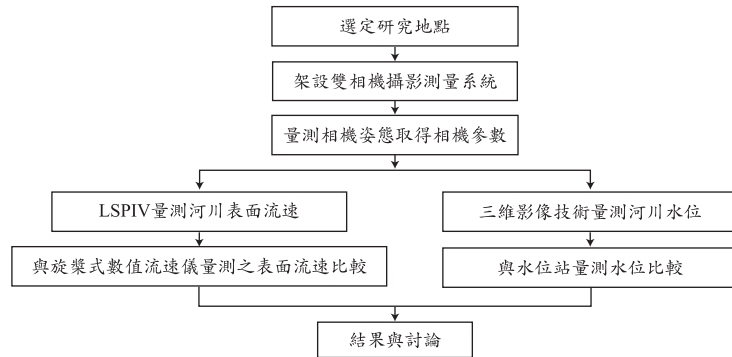 選定研究地點
架設雙相機攝影測量系統
量測相機姿態取得相機參數
LSPIV量測河川表面流速
三維影像技術量測河川水位
與旋槳式數值流速儀量測之表面流速比較
與水位站量測水位比較
結果與討論